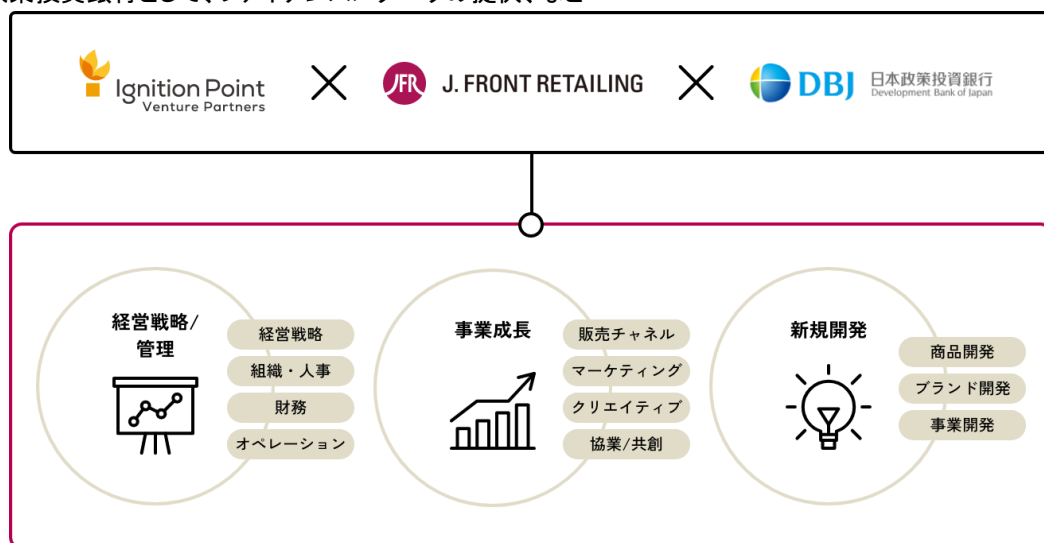 Ignition Point
Venture Partners
JFR
J. FRONT RETAILING
DBJ
日本政策投資銀行
Development Bank of Japan
経営戦略/
管理
経営戦略
組織・人事
財務
オペレーション
事業成長
販売チャネル
マーケティング
クリエイティブ
協業/共創
新規開発
商品開発
ブランド開発
事業開発